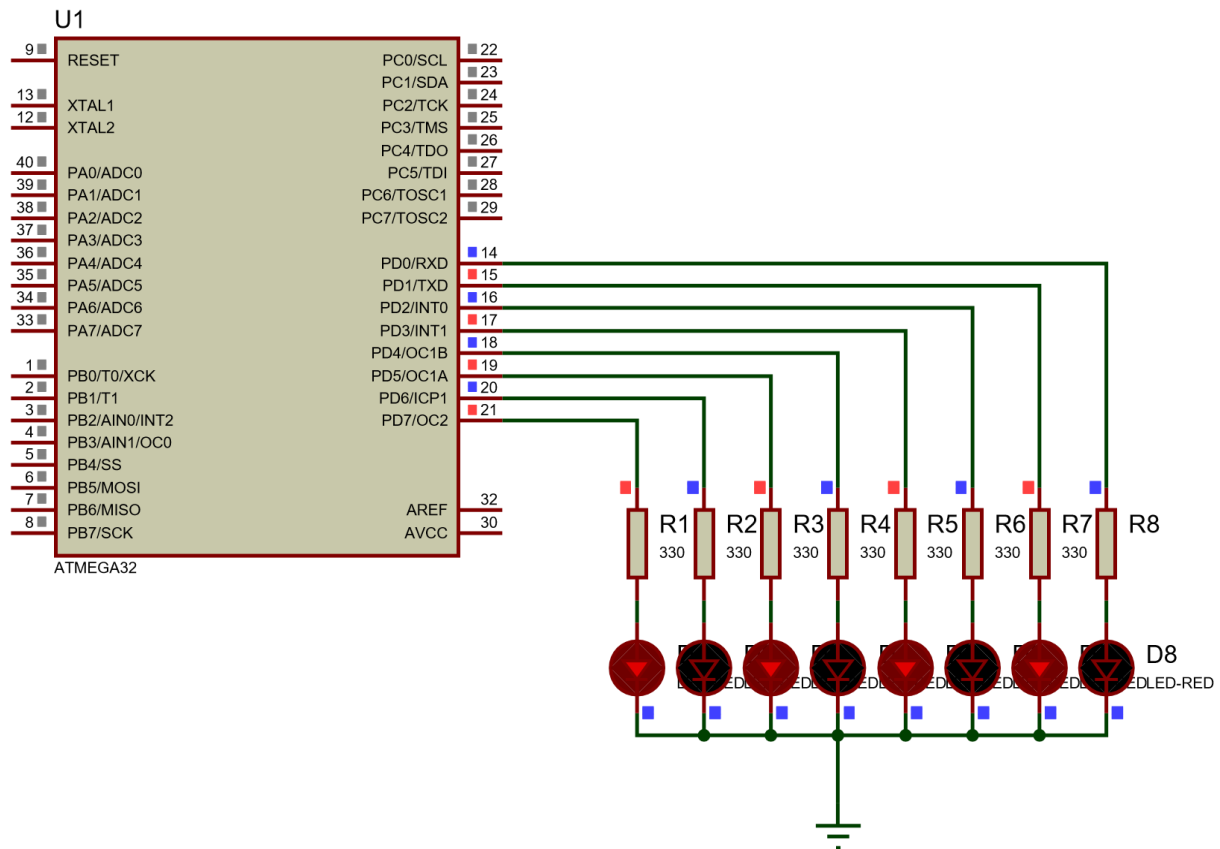 U1
9
RESET
13
XTAL1
12
XTAL2
40
PA0/ADC0
39
PA1/ADC1
38
PA2/ADC2
37
PA3/ADC3
36
PA4/ADC4
35
PA5/ADC5
34
PA6/ADC6
33
PA7/ADC7
1
PB0/T0/XCK
2
PB1/T1
3
PB2/AIN0/INT2
4
PB3/AIN1/OC0
5
PB4/SS
6
PB5/MOSI
7
PB6/MISO
8
PB7/SCK
22
PC0/SCL
23
PC1/SDA
24
PC2/TCK
25
PC3/TMS
26
PC4/TDO
27
PC5/TDI
28
PC6/TOSC1
29
PC7/TOSC2
14
PD0/RXD
15
PD1/TXD
16
PD2/INT0
17
PD3/INT1
18
PD4/OC1B
19
PD5/OC1A
20
PD6/ICP1
21
PD7/OC2
32
AREF
30
AVCC
ATMEGA32
R1 R2 R3 R4 R5 R6 R7 R8
330 330 330 330 330 330 330
D8
LED-RED